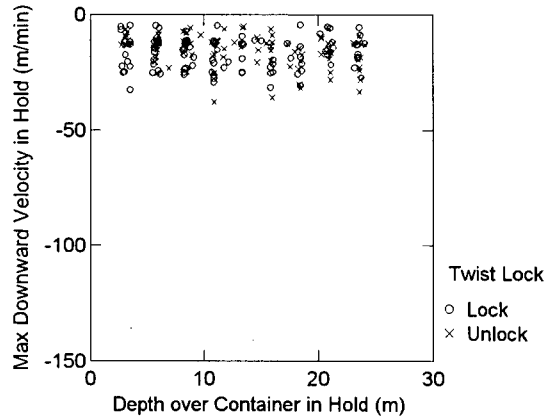 Max Downward Velocity in Hold (m/min)
-0
-50
-100
-150
0
10
20
30
Depth over Container in Hold (m)
Twist Lock
○ Lock
× Unlock